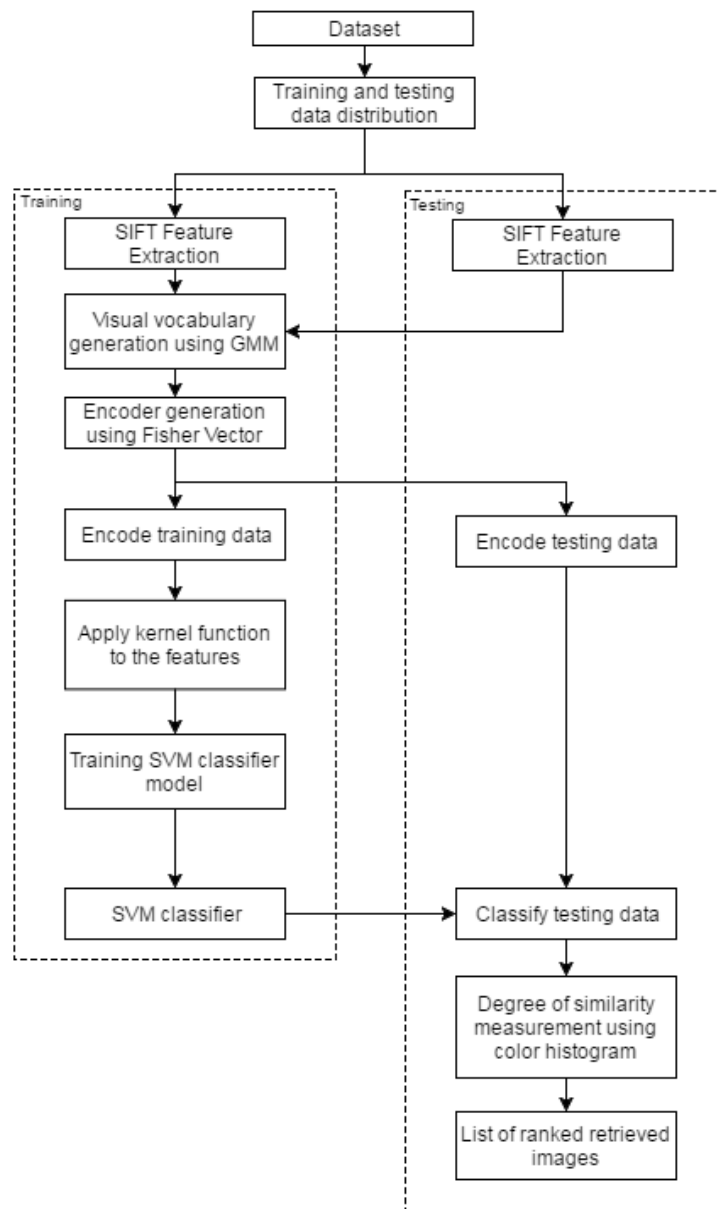 Dataset
Training and testing
data distribution
Training
Testing
SIFT Feature
Extraction
SIFT Feature
Extraction
Visual vocabulary
generation using GMM
Encoder generation
using Fisher Vector
Encode training data
Encode testing data
Apply kernel function
to the features
Training SVM classifier
model
SVM classifier
Classify testing data
Degree of similarity
measurement using
color histogram
List of ranked retrieved
images